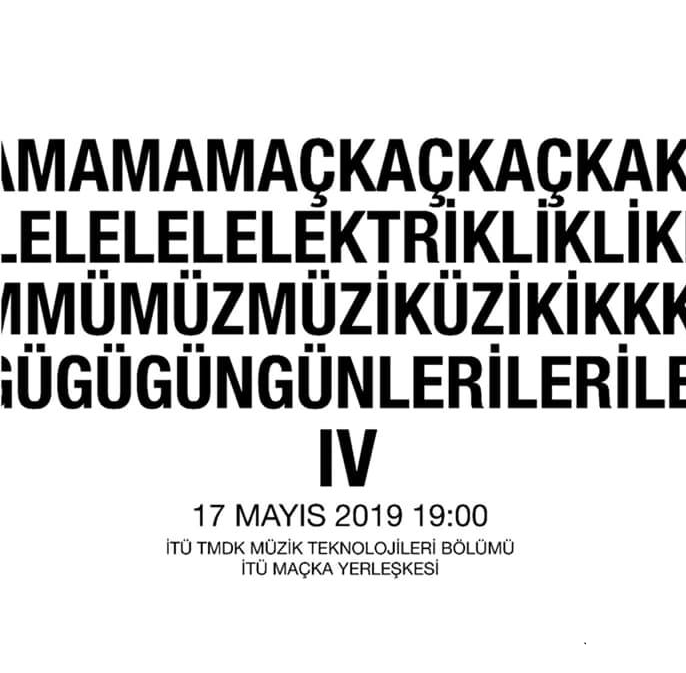 AMAMAMAÇKAÇKAÇKAK
LELELELELEKTRİKLİKLİK
MMÜMÜZMÜZİKÜZİKİKKK
GÜGÜGÜNGÜNLERİLERİLE
IV
17 MAYIS 2019 19:00
İTÜ TMDK MÜZİK TEKNOLOJİLERİ BÖLÜMÜ
İTÜ MAÇKA YERLEŞKESİ